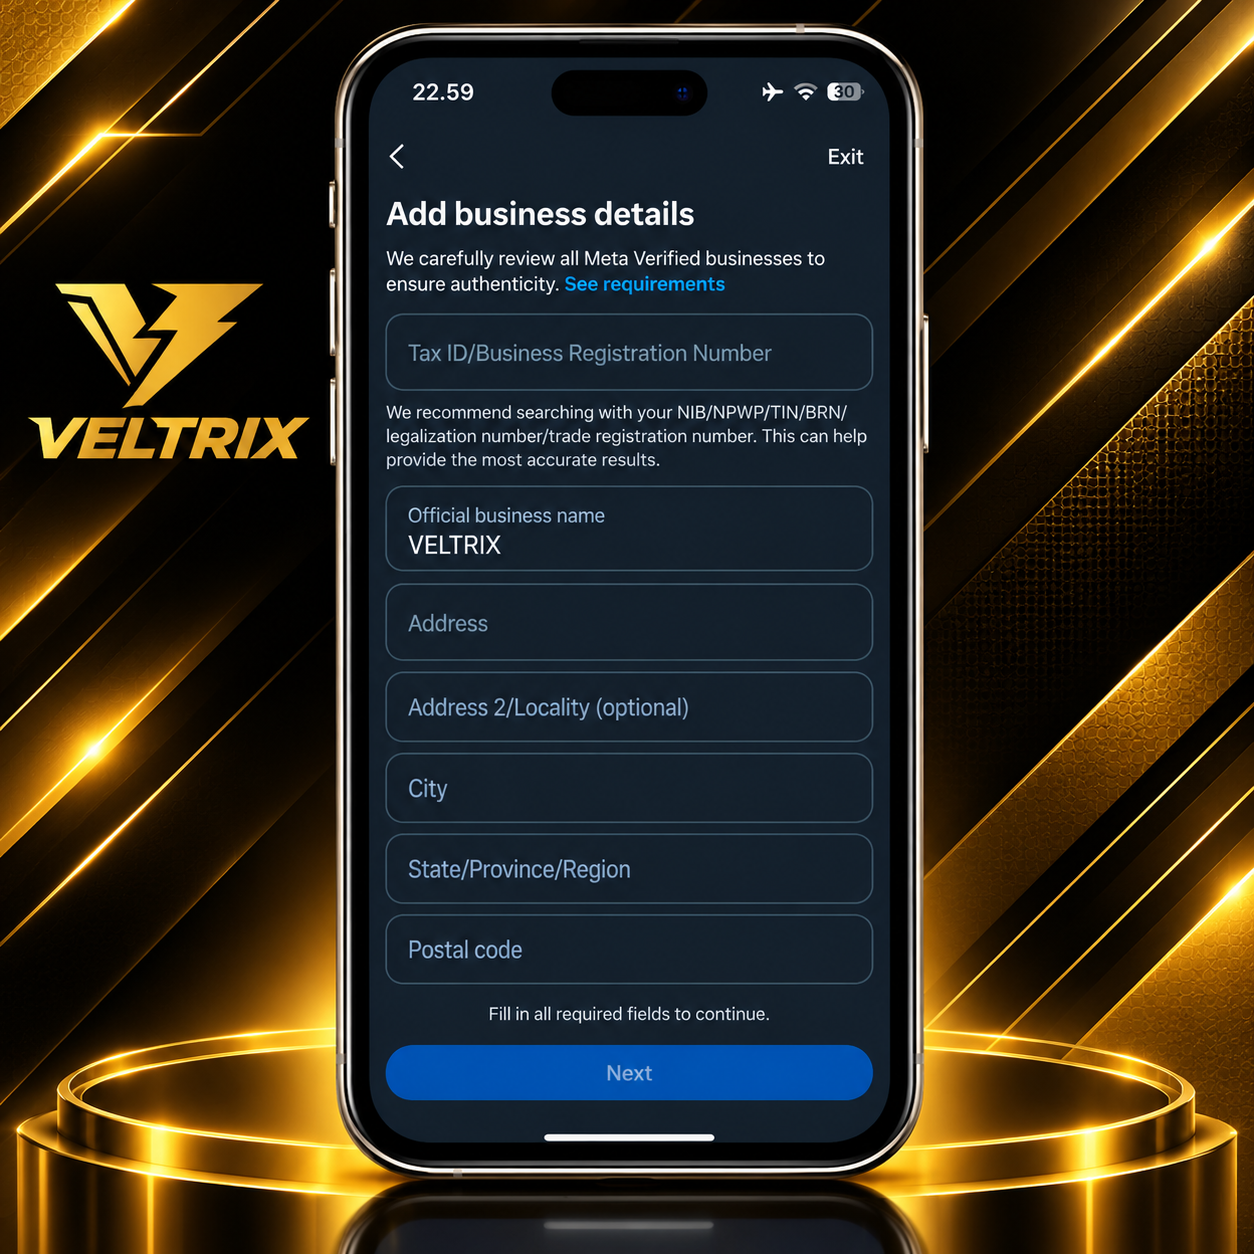 22.59
30
Exit
Add business details
We carefully review all Meta Verified businesses to
ensure authenticity. See requirements
Tax ID/Business Registration Number
We recommend searching with your NIB/NPWP/TIN/BRN/
legalization number/trade registration number. This can help
provide the most accurate results.
Official business name
VELTRIX
Address
Address 2/Locality (optional)
City
State/Province/Region
Postal code
Fill in all required fields to continue.
Next
VELTRIX